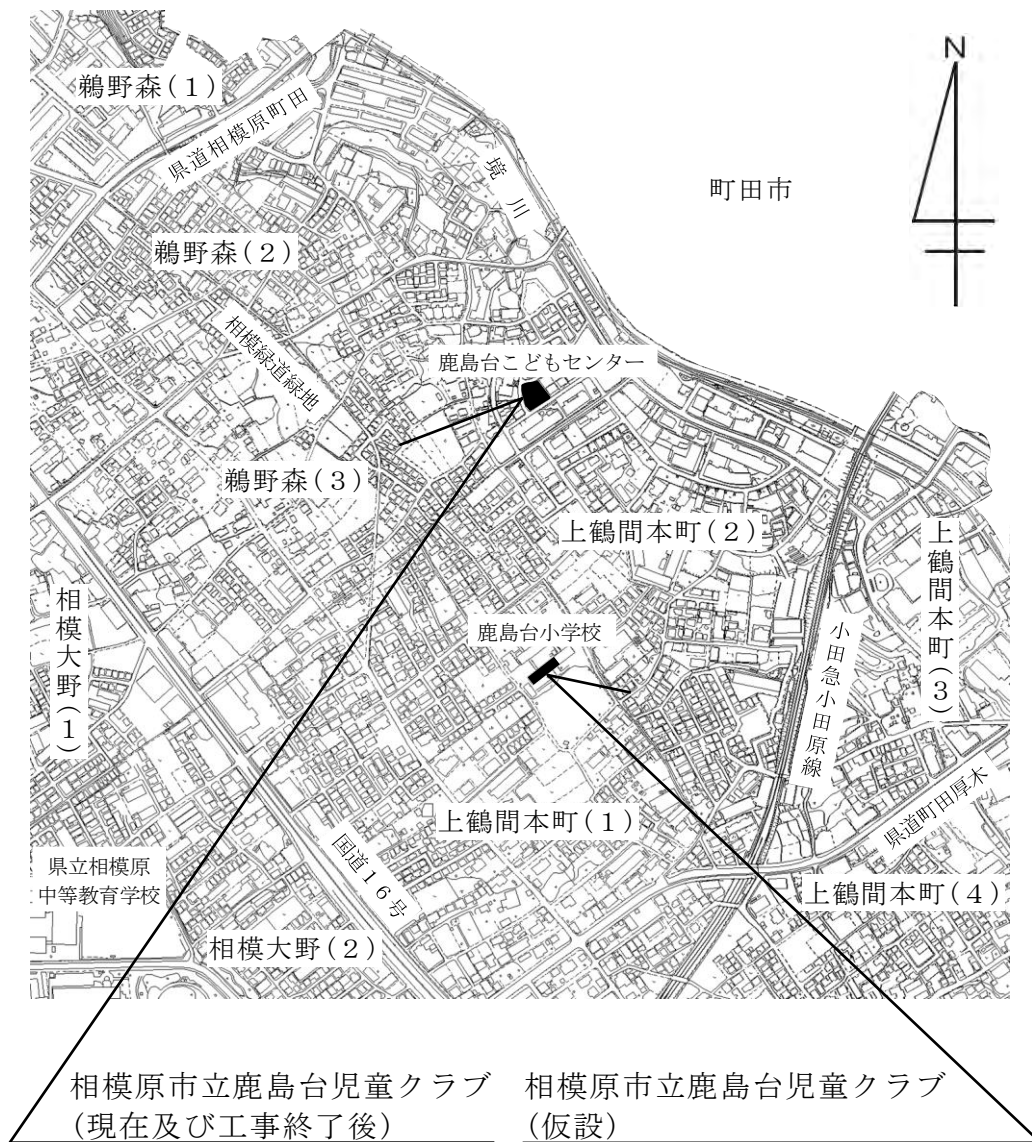 鵜野森(1)
県道相模原町田
境川
N
町田市
鵜野森(2)
相模緑道緑地
鹿島台こどもセンター
鵜野森(3)
上鶴間本町(2)
上鶴間本町(3)
相模大野(1)
鹿島台小学校
小田急小田原線
県道町田厚木
上鶴間本町(1)
国道16号
県立相模原
中等教育学校
上鶴間本町(4)
相模大野(2)
相模原市立鹿島台児童クラブ
(現在及び工事終了後)
相模原市立鹿島台児童クラブ
(仮設)